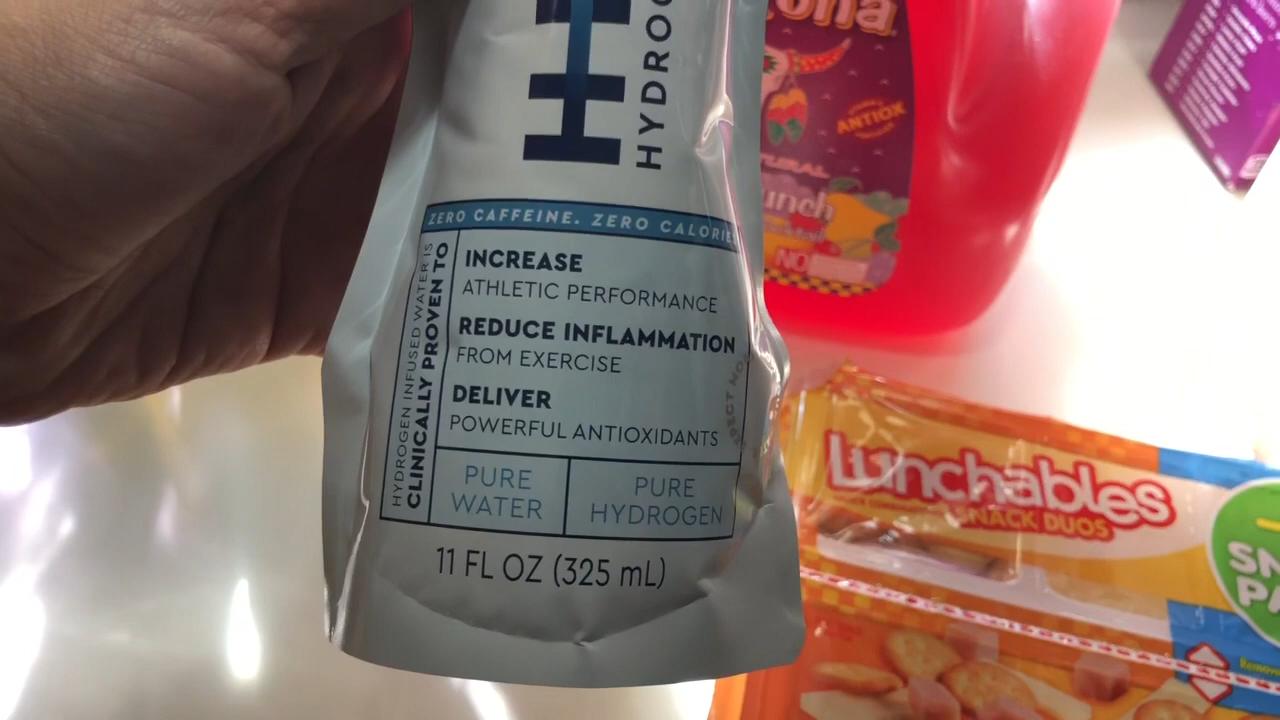 HYDROG
ZERO CAFFEINE. ZERO CALORIE
HYDROGEN INFUSED WATER IS
CLINICALLY PROVEN TO
INCREASE
ATHLETIC PERFORMANCE
REDUCE INFLAMMATION
FROM EXERCISE
DELIVER
POWERFUL ANTIOXIDANTS
PURE
WATER
PURE
HYDROGEN
11 FL OZ (325 mL)
ANTIOX
NO
Lunchables
SNACK DUOS